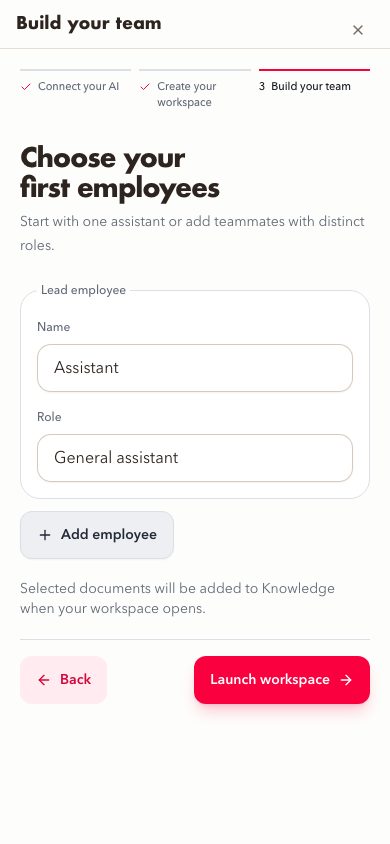 Build your team
Connect your AI
Create your
workspace
3 Build your team
Choose your
first employees
Start with one assistant or add teammates with distinct
roles.
Lead employee
Name
Assistant
Role
General assistant
Add employee
Selected documents will be added to Knowledge
when your workspace opens.
Back
Launch workspace